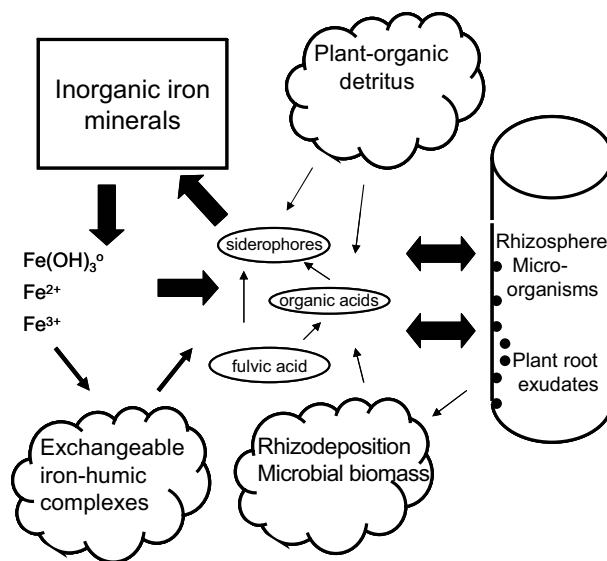 Inorganic iron
minerals
Plant-organic
detritus
Fe(OH)₃º
Fe²⁺
Fe³⁺
siderophores
organic acids
fulvic acid
Rhizosphere
Micro-
organisms
Plant root
exudates
Exchangeable
iron-humic
complexes
Rhizodeposition
Microbial biomass